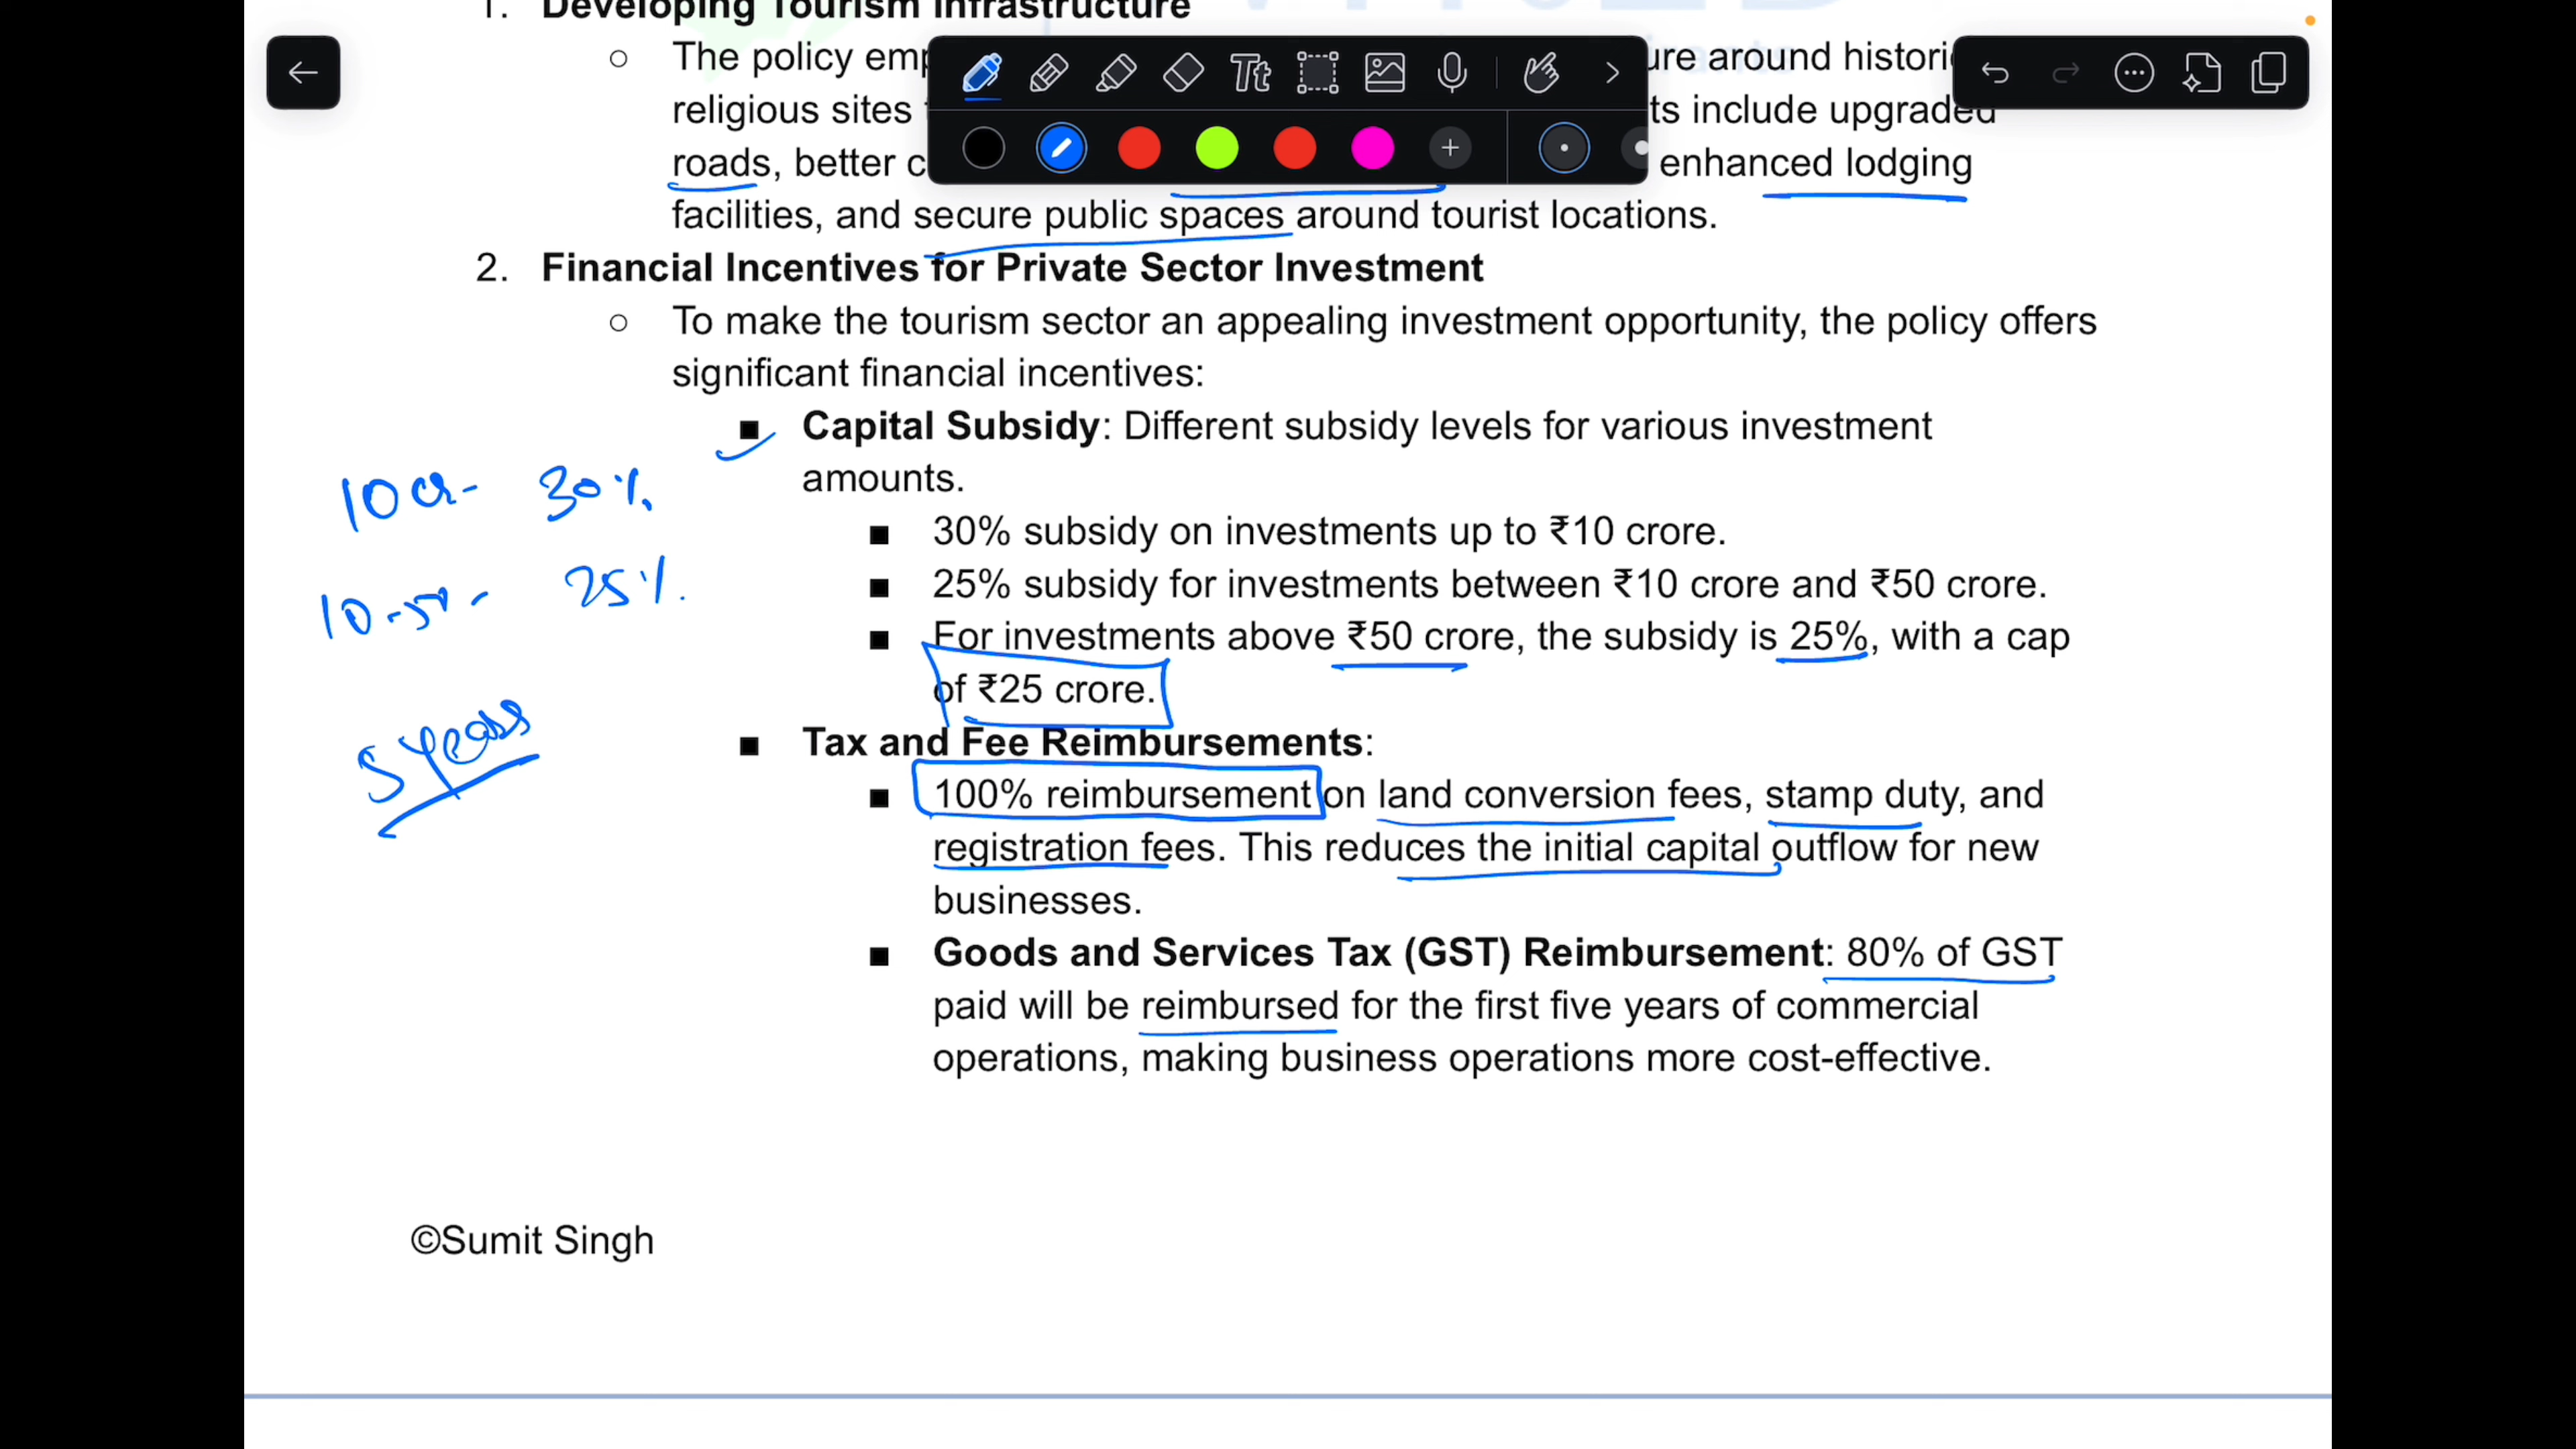 1. Developing Tourism Infrastructure
○ The policy emp ure around histori
religious sites ts include upgraded
roads, better c enhanced lodging
facilities, and secure public spaces around tourist locations.
2. Financial Incentives for Private Sector Investment
○ To make the tourism sector an appealing investment opportunity, the policy offers
significant financial incentives:
■ Capital Subsidy: Different subsidy levels for various investment
amounts.
10 cr- 30%
■ 30% subsidy on investments up to ₹10 crore.
■ 25% subsidy for investments between ₹10 crore and ₹50 crore.
10-50- 25%.
■ For investments above ₹50 crore, the subsidy is 25%, with a cap
of ₹25 crore.
5 years
■ Tax and Fee Reimbursements:
■ 100% reimbursement on land conversion fees, stamp duty, and
registration fees. This reduces the initial capital outflow for new
businesses.
■ Goods and Services Tax (GST) Reimbursement: 80% of GST
paid will be reimbursed for the first five years of commercial
operations, making business operations more cost-effective.
©Sumit Singh